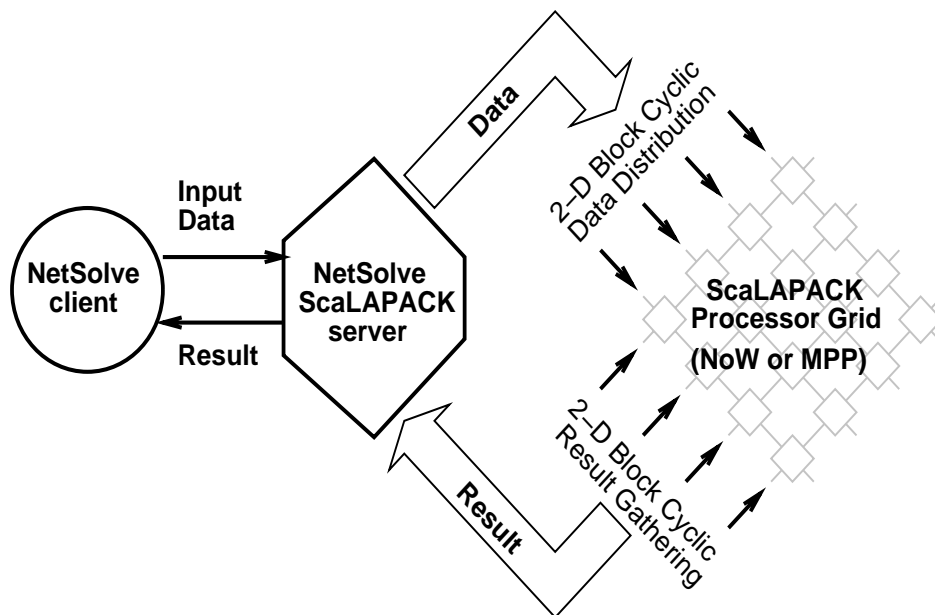 Data
2–D Block Cyclic
Data Distribution
Input
Data
NetSolve
client
NetSolve
ScaLAPACK
server
Result
ScaLAPACK
Processor Grid
(NoW or MPP)
2–D Block Cyclic
Result Gathering
Result